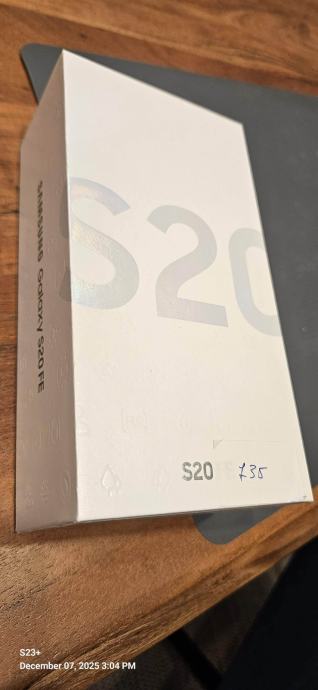 SAMSUNG Galaxy S20 FE
S20
S20
£35
S23+
December 07, 2025 3:04 PM